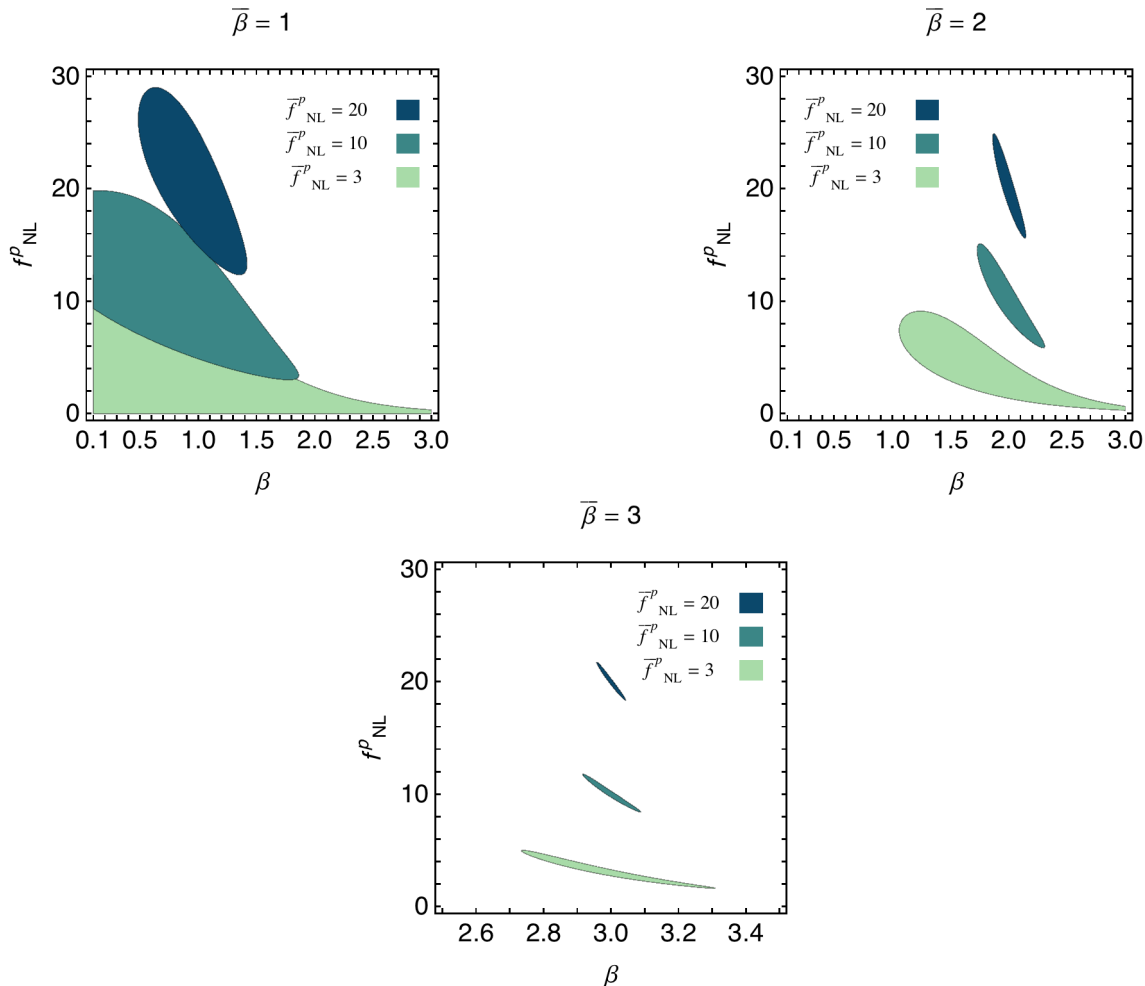 β̅ = 1
30
20
10
0
f^p_NL
f̅^p_NL = 20
f̅^p_NL = 10
f̅^p_NL = 3
0.1 0.5 1.0 1.5 2.0 2.5 3.0
β
β̅ = 2
30
20
10
0
f^p_NL
f̅^p_NL = 20
f̅^p_NL = 10
f̅^p_NL = 3
0.1 0.5 1.0 1.5 2.0 2.5 3.0
β
β̅ = 3
30
20
10
0
f^p_NL
f̅^p_NL = 20
f̅^p_NL = 10
f̅^p_NL = 3
2.6 2.8 3.0 3.2 3.4
β